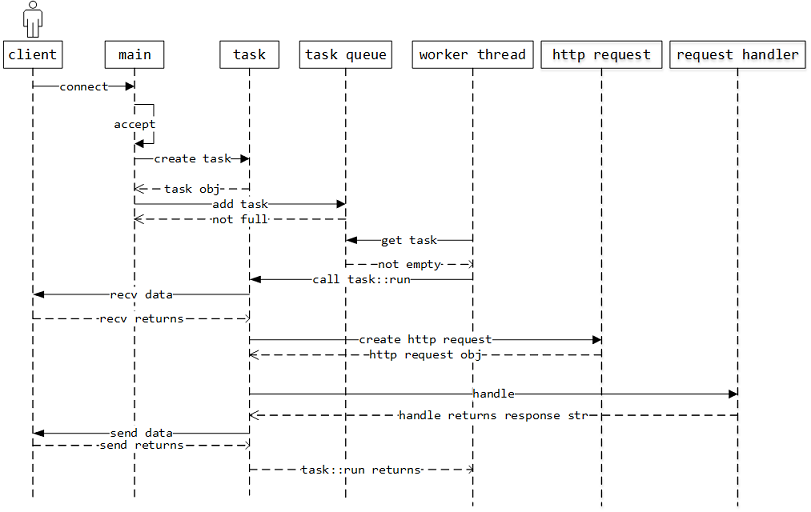 client
main
task
task queue
worker thread
http request
request handler
connect
accept
create task
task obj
add task
not full
get task
not empty
call task::run
recv data
recv returns
create http request
http request obj
handle
handle returns response str
send data
send returns
task::run returns